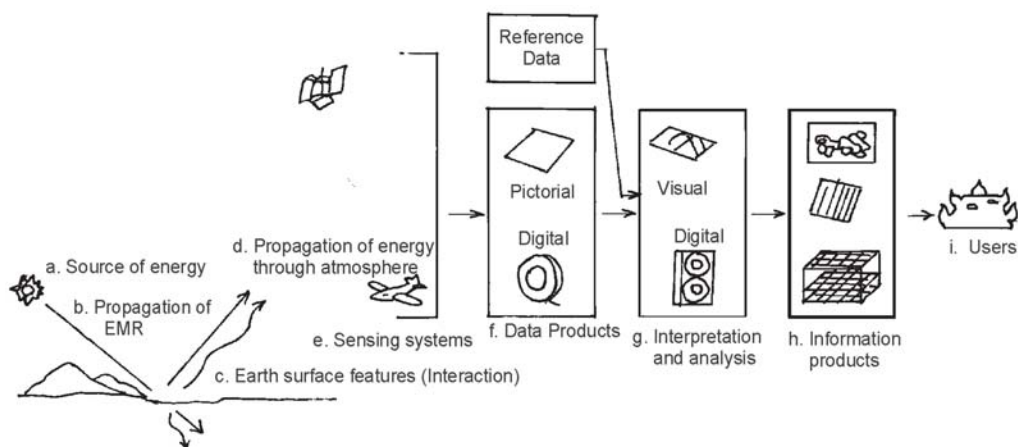 Reference
Data
Pictorial
Digital
Visual
Digital
a. Source of energy
b. Propagation of
EMR
c. Earth surface features (Interaction)
d. Propagation of energy
through atmosphere
e. Sensing systems
f. Data Products
g. Interpretation
and analysis
h. Information
products
i. Users